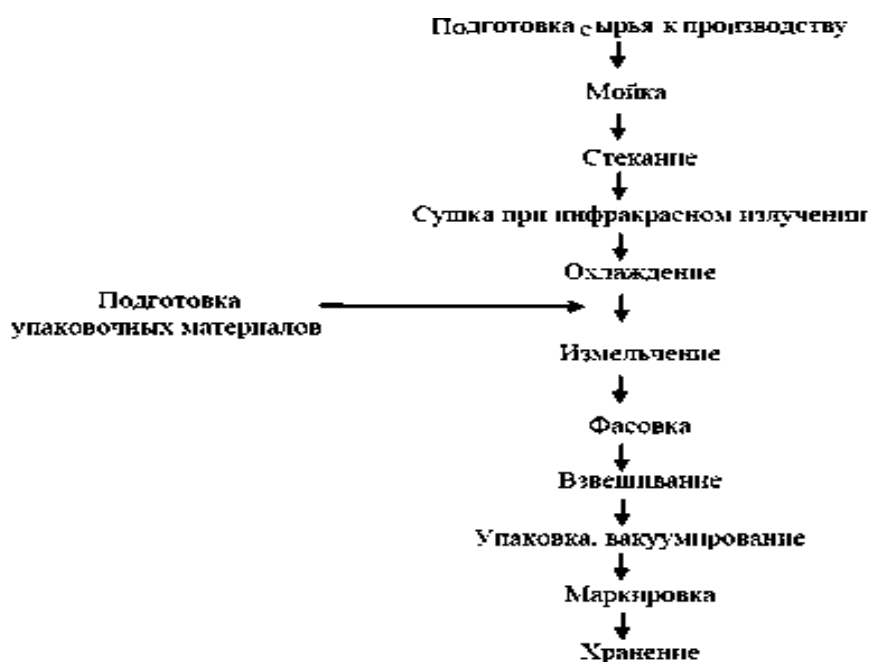 Подготовка сырья к производству
Мойка
Стекание
Сушка при инфракрасном излучении
Охлаждение
Подготовка
упаковочных материалов
Измельчение
Фасовка
Взвешивание
Упаковка. вакуумирование
Маркировка
Хранение